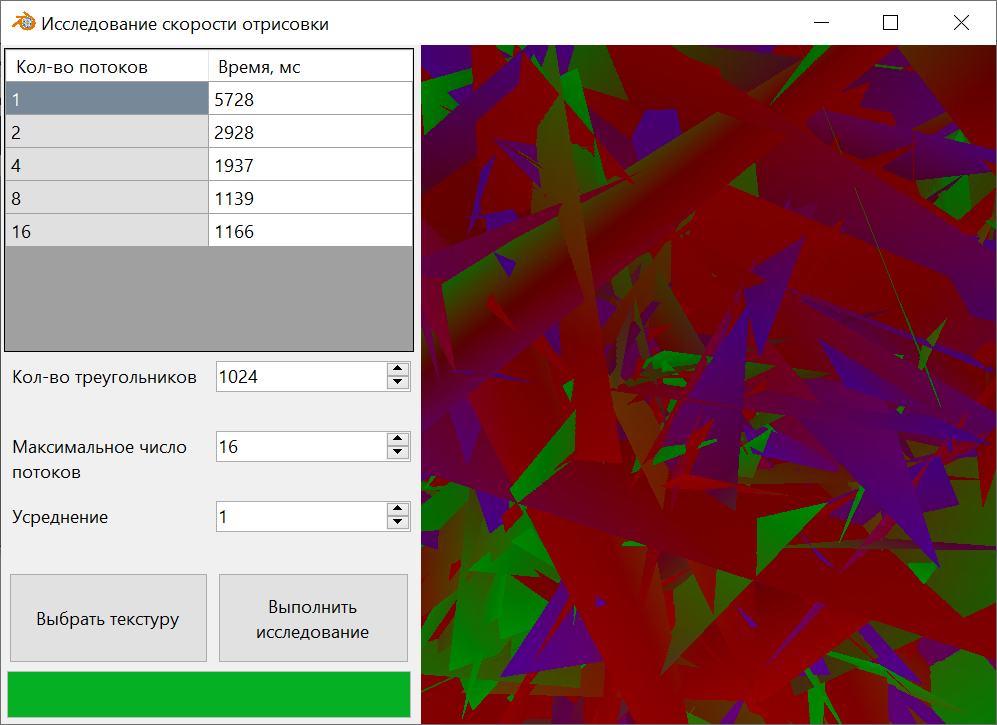 Исследование скорости отрисовки
Кол-во потоков Время, мс
1 5728
2 2928
4 1937
8 1139
16 1166
Кол-во треугольников 1024
Максимальное число
потоков 16
Усреднение 1
Выбрать текстуру
Выполнить
исследование